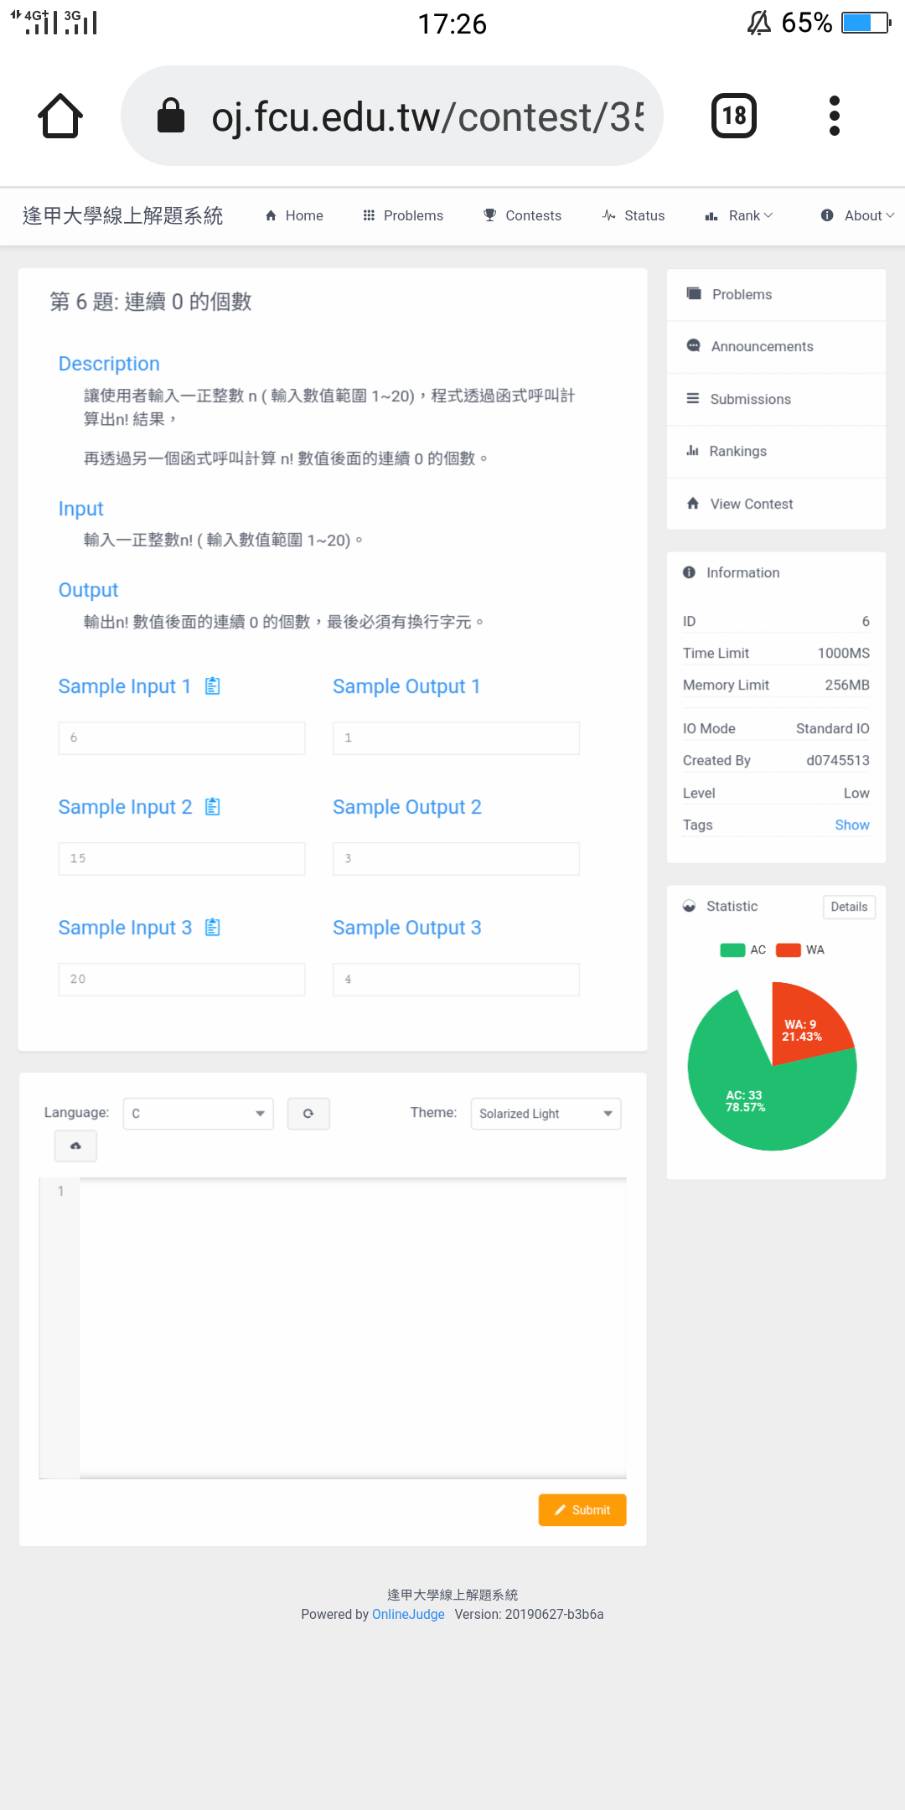 4G† 3G 17:26 65%
oj.fcu.edu.tw/contest/35 18
逢甲大學線上解題系統 Home Problems Contests Status Rank About
第 6 題: 連續 0 的個數
Description
讓使用者輸入一正整數 n ( 輸入數值範圍 1~20)，程式透過函式呼叫計
算出n! 結果，
再透過另一個函式呼叫計算 n! 數值後面的連續 0 的個數。
Input
輸入一正整數n! ( 輸入數值範圍 1~20)。
Output
輸出n! 數值後面的連續 0 的個數，最後必須有換行字元。
Sample Input 1 Sample Output 1
6 1
Sample Input 2 Sample Output 2
15 3
Sample Input 3 Sample Output 3
20 4
Language: C Theme: Solarized Light
1
Submit
Problems
Announcements
Submissions
Rankings
View Contest
Information
ID 6
Time Limit 1000MS
Memory Limit 256MB
IO Mode Standard IO
Created By d0745513
Level Low
Tags Show
Statistic Details
AC WA
WA: 9
21.43%
AC: 33
78.57%
逢甲大學線上解題系統
Powered by OnlineJudge Version: 20190627-b3b6a